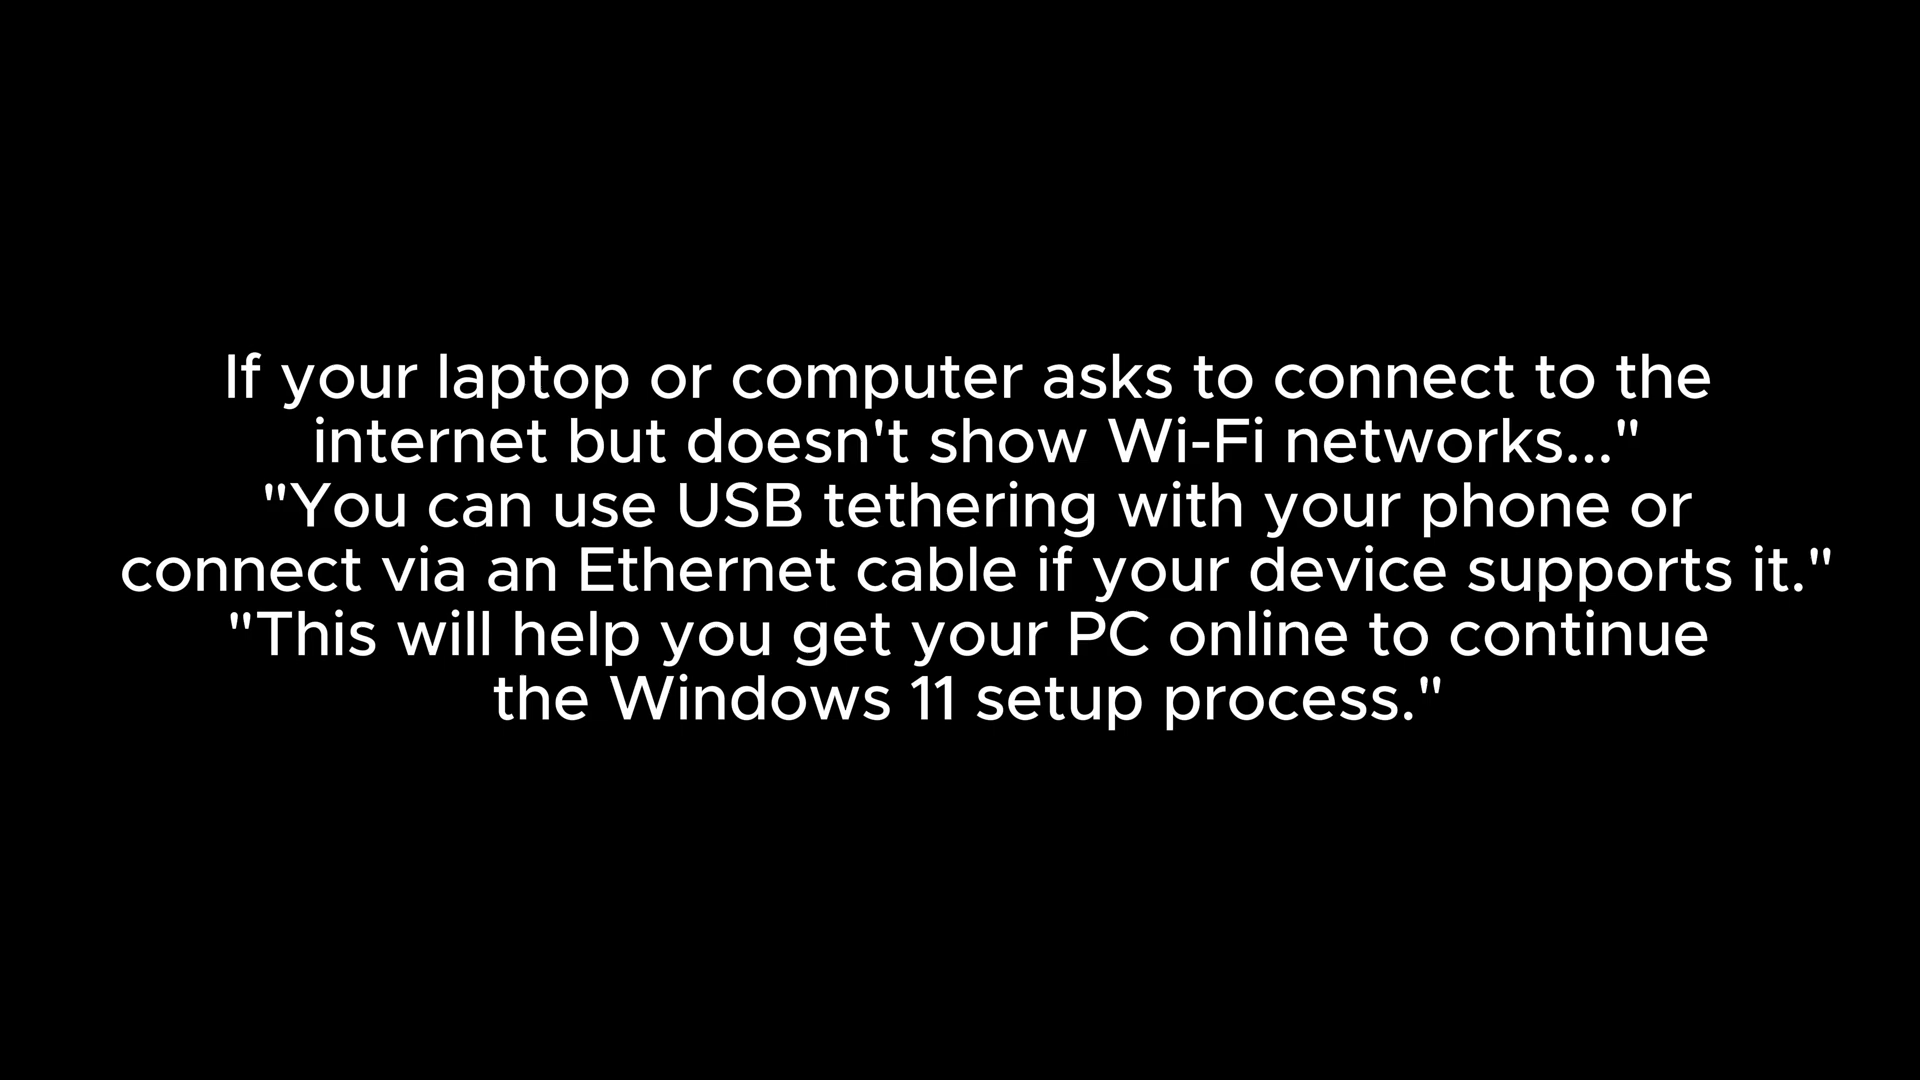 If your laptop or computer asks to connect to the
internet but doesn't show Wi-Fi networks..."
"You can use USB tethering with your phone or
connect via an Ethernet cable if your device supports it."
"This will help you get your PC online to continue
the Windows 11 setup process."